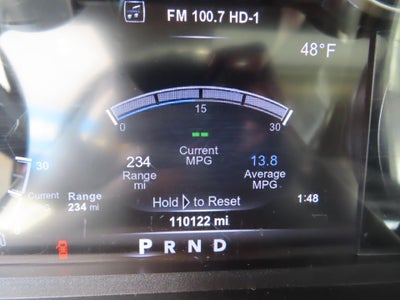 FM 100.7 HD-1
48°F
15
0 30
--
234 Current 13.8
Range MPG Average
mi MPG
30
Current Range
234 mi
Hold ▷ to Reset
1:48
110122 mi
P R N D